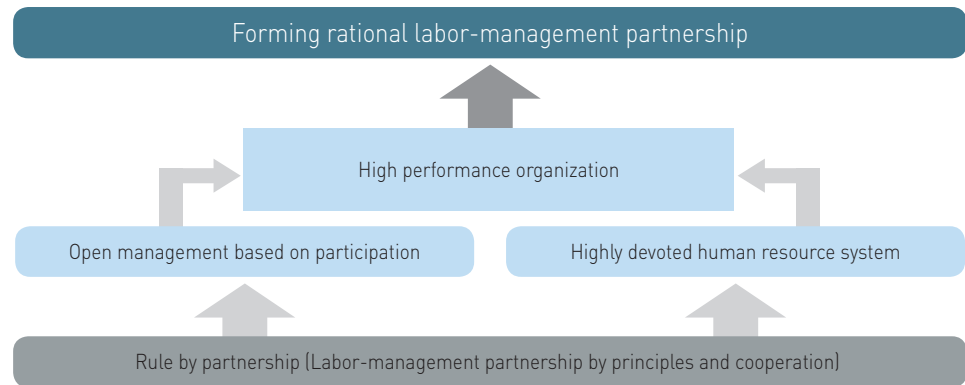 Forming rational labor-management partnership
High performance organization
Open management based on participation
Highly devoted human resource system
Rule by partnership (Labor-management partnership by principles and cooperation)